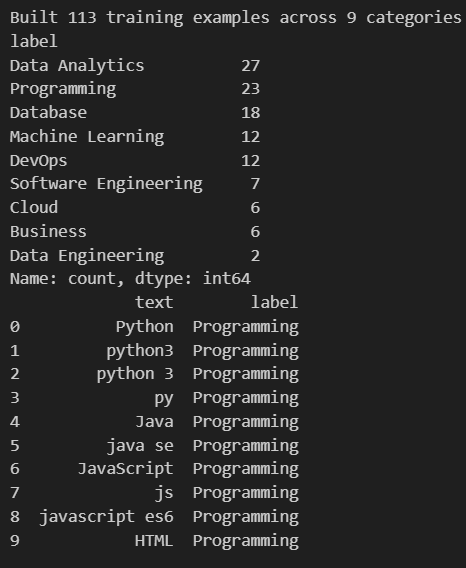 Built 113 training examples across 9 categories
label
Data Analytics 27
Programming 23
Database 18
Machine Learning 12
DevOps 12
Software Engineering 7
Cloud 6
Business 6
Data Engineering 2
Name: count, dtype: int64
text label
0 Python Programming
1 python3 Programming
2 python 3 Programming
3 py Programming
4 Java Programming
5 java se Programming
6 JavaScript Programming
7 js Programming
8 javascript es6 Programming
9 HTML Programming